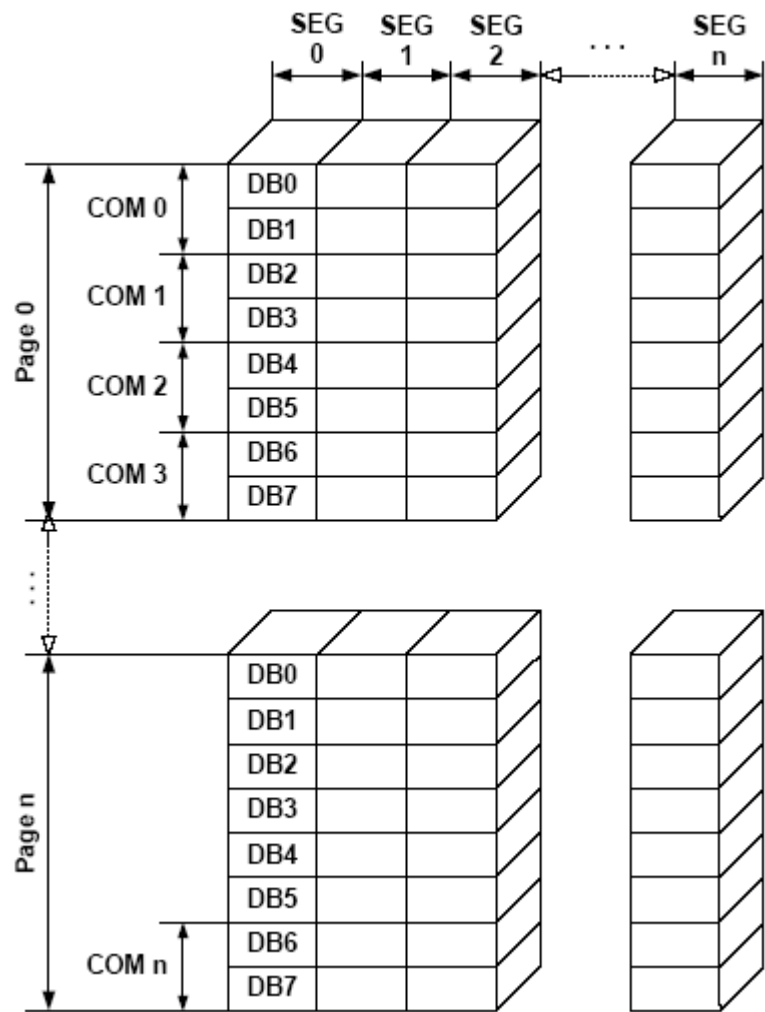 SEG SEG SEG SEG
0 1 2 . . . n
DB0
COM 0
DB1
DB2
COM 1
DB3
Page 0
DB4
COM 2
DB5
DB6
COM 3
DB7
. . .
DB0
DB1
DB2
DB3
Page n
DB4
DB5
DB6
COM n
DB7